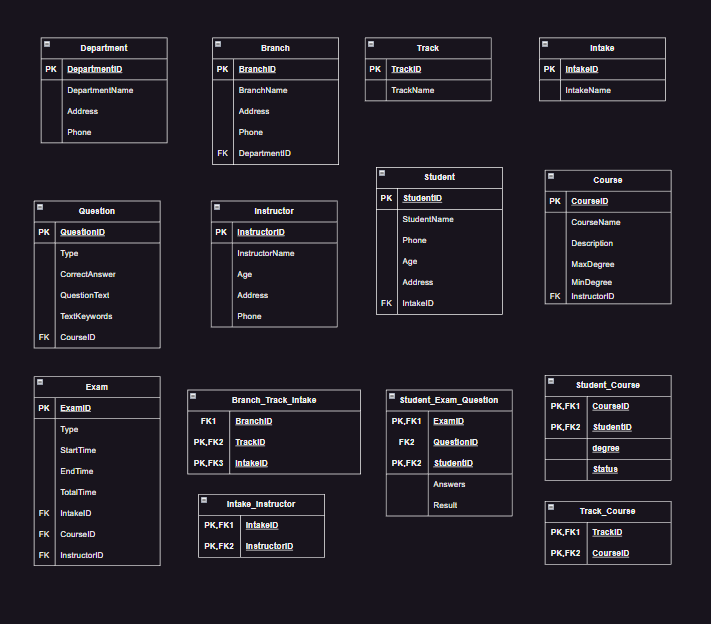 Department
PK DepartmentID
DepartmentName
Address
Phone
Branch
PK BranchID
BranchName
Address
Phone
FK DepartmentID
Track
PK TrackID
TrackName
Intake
PK IntakeID
IntakeName
Question
PK QuestionID
Type
CorrectAnswer
QuestionText
TextKeywords
FK CourseID
Instructor
PK InstructorID
InstructorName
Age
Address
Phone
Student
PK StudentID
StudentName
Phone
Age
Address
FK IntakeID
Course
PK CourseID
CourseName
Description
MaxDegree
MinDegree
FK InstructorID
Exam
PK ExamID
Type
StartTime
EndTime
TotalTime
FK IntakeID
FK CourseID
FK InstructorID
Branch_Track_Intake
FK1 BranchID
PK,FK2 TrackID
PK,FK3 IntakeID
Intake_Instructor
PK,FK1 IntakeID
PK,FK2 InstructorID
Student_Exam_Question
PK,FK1 ExamID
FK2 QuestionID
PK,FK2 StudentID
Answers
Result
Student_Course
PK,FK1 CourseID
PK,FK2 StudentID
degree
Status
Track_Course
PK,FK1 TrackID
PK,FK2 CourseID